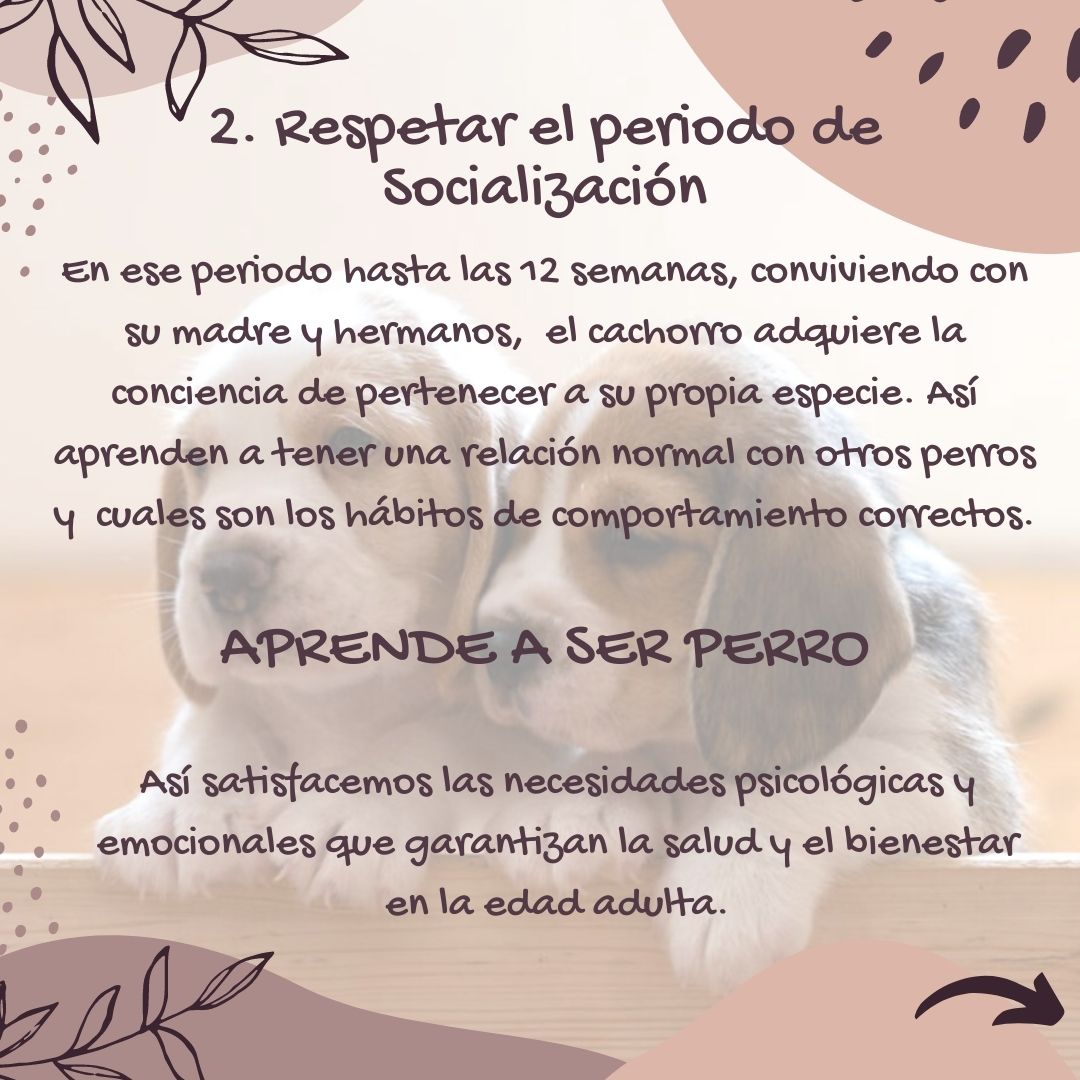 2. Respetar el periodo de
Socialización
En ese periodo hasta las 12 semanas, conviviendo con
su madre y hermanos, el cachorro adquiere la
conciencia de pertenecer a su propia especie. Así
aprenden a tener una relación normal con otros perros
y cuales son los hábitos de comportamiento correctos.
APRENDE A SER PERRO
Así satisfacemos las necesidades psicológicas y
emocionales que garantizan la salud y el bienestar
en la edad adulta.